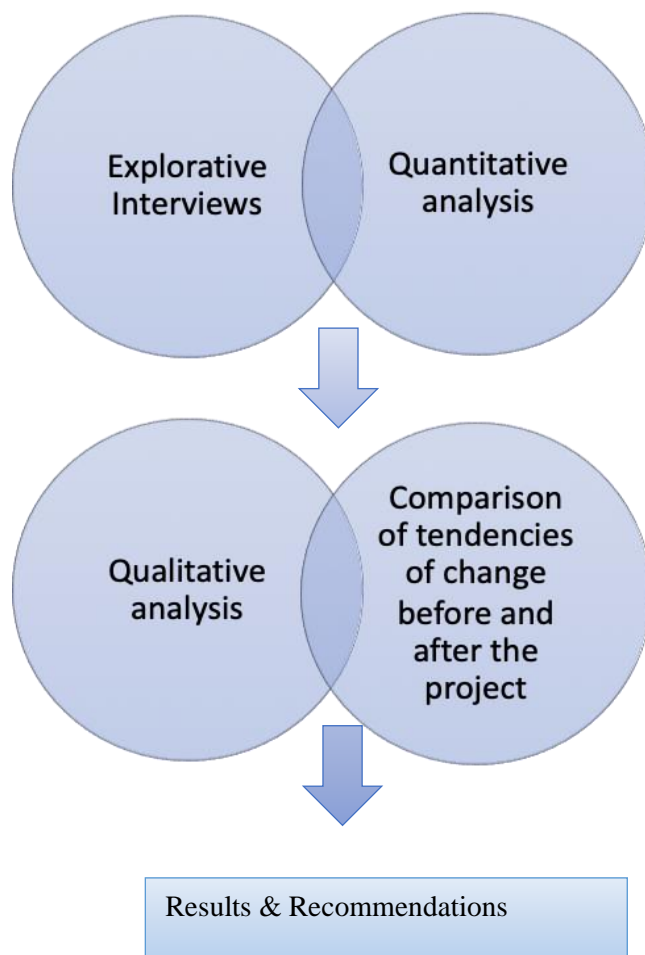 Explorative
Interviews
Quantitative
analysis
Qualitative
analysis
Comparison
of tendencies
of change
before and
after the
project
Results & Recommendations